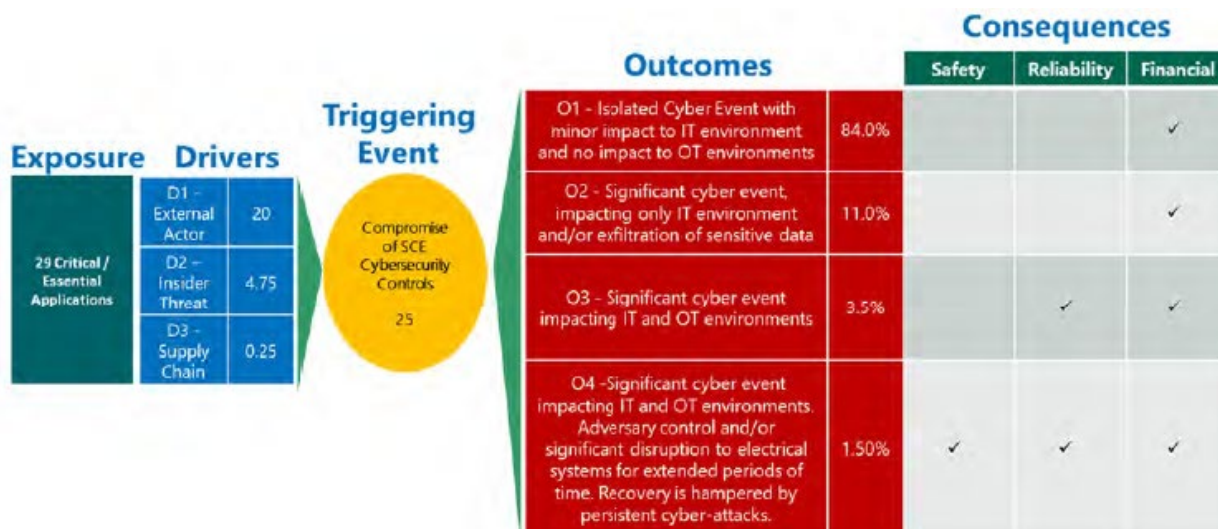 Exposure
29 Critical /
Essential
Applications
Drivers
D1 –
External
Actor
20
D2 –
Insider
Threat
4.75
D3 –
Supply
Chain
0.25
Triggering
Event
Compromise
of SCE
Cybersecurity
Controls
25
Outcomes
O1 - Isolated Cyber Event with
minor impact to IT environment
and no impact to OT environments
84.0%
O2 - Significant cyber event,
impacting only IT environment
and/or exfiltration of sensitive data
11.0%
O3 - Significant cyber event
impacting IT and OT environments
3.5%
O4 -Significant cyber event
impacting IT and OT environments.
Adversary control and/or
significant disruption to electrical
systems for extended periods of
time. Recovery is hampered by
persistent cyber-attacks.
1.50%
Consequences
Safety Reliability Financial
✓
✓
✓ ✓
✓ ✓ ✓